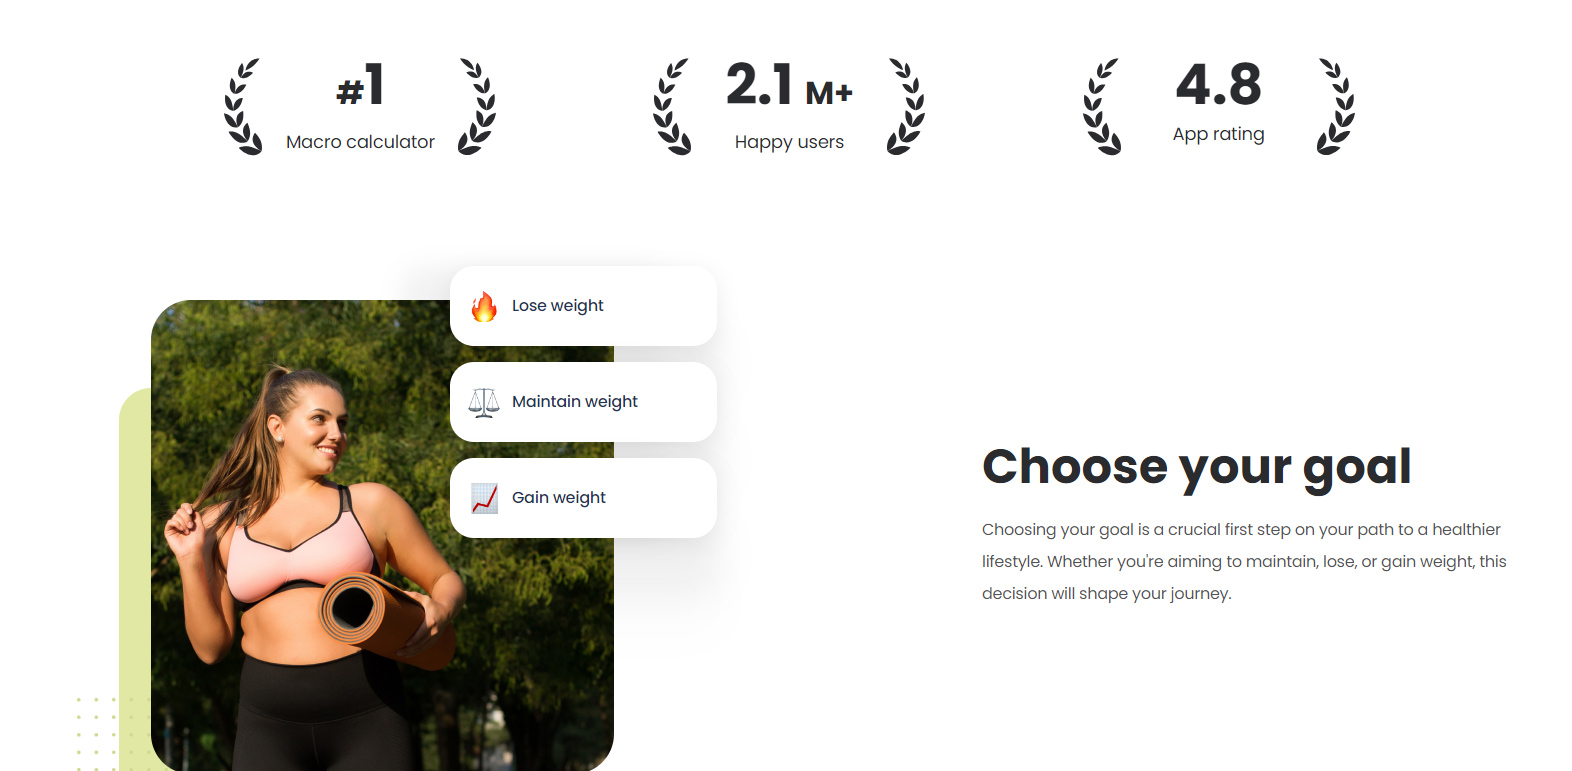 #1
Macro calculator
2.1 M+
Happy users
4.8
App rating
Lose weight
Maintain weight
Gain weight
Choose your goal
Choosing your goal is a crucial first step on your path to a healthier
lifestyle. Whether you're aiming to maintain, lose, or gain weight, this
decision will shape your journey.